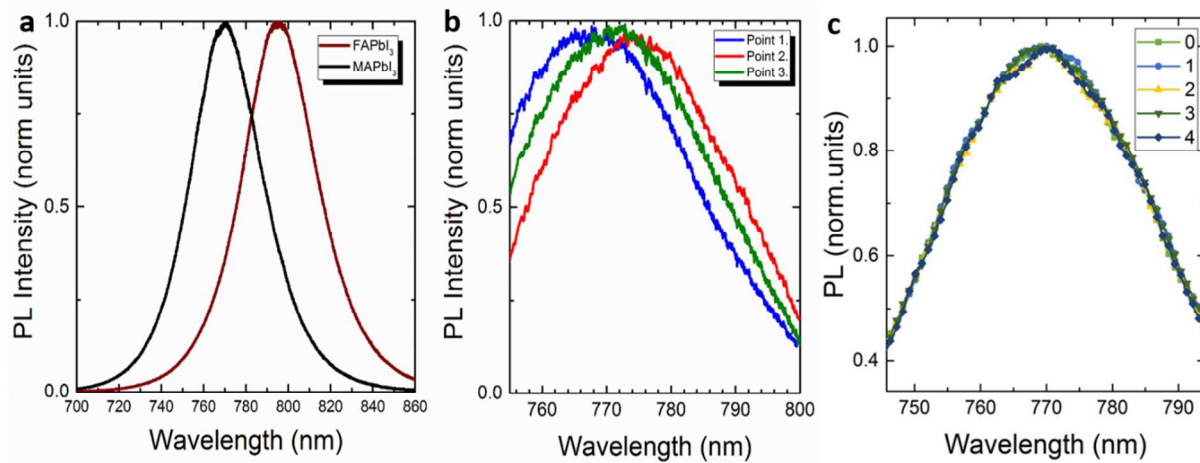 a
PL Intensity (norm units)
1.0
0.5
0.0
FAPbI₃
MAPbI₃
700 720 740 760 780 800 820 840 860
Wavelength (nm)
b
PL Intensity (norm units)
1.0
0.5
0.0
Point 1.
Point 2.
Point 3.
760 770 780 790 800
Wavelength (nm)
c
PL (norm.units)
1.0
0.8
0.6
0.4
0
1
2
3
4
750 760 770 780 790
Wavelength (nm)